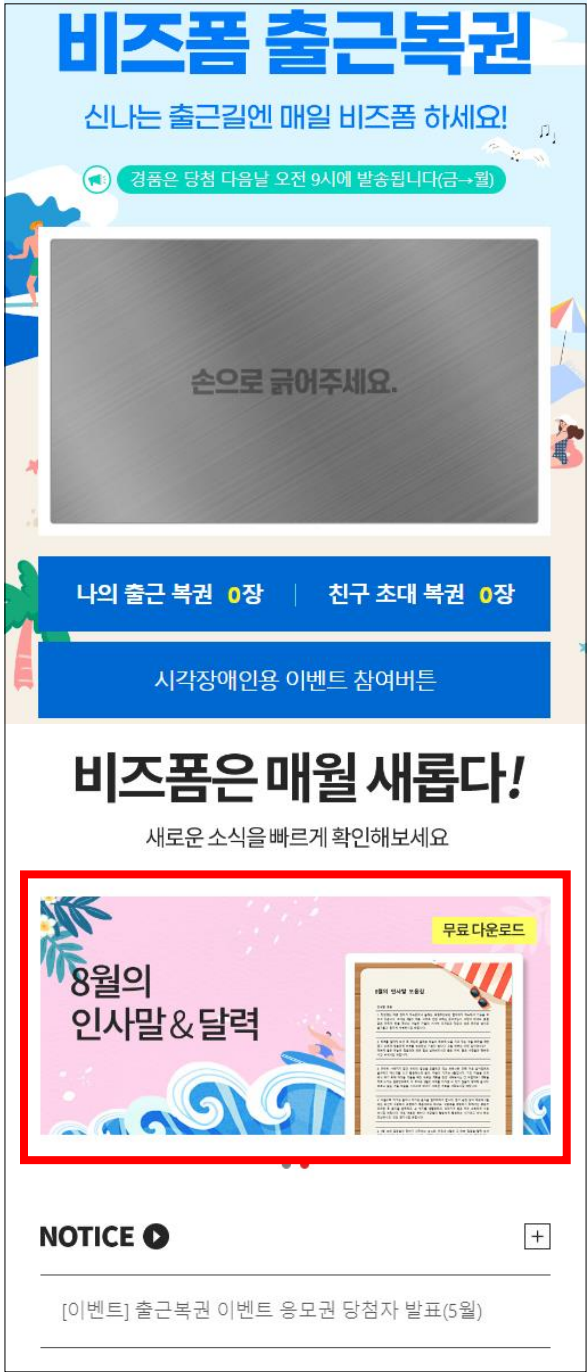 비즈폼 출근복권
신나는 출근길엔 매일 비즈폼 하세요!
경품은 당첨 다음날 오전 9시에 발송됩니다(금→월)
손으로 긁어주세요.
나의 출근 복권 0장 친구 초대 복권 0장
시각장애인용 이벤트 참여버튼
비즈폼은 매월 새롭다!
새로운 소식을 빠르게 확인해보세요
무료 다운로드
8월의
인사말 & 달력
8월의 인사말 모음집
NOTICE
[이벤트] 출근복권 이벤트 응모권 당첨자 발표(5월)